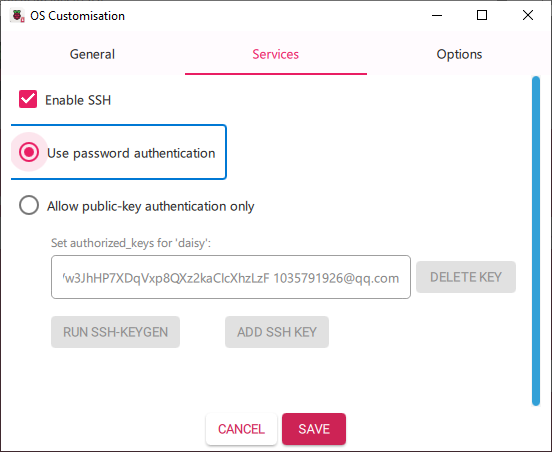 OS Customisation
General Services Options
Enable SSH
Use password authentication
Allow public-key authentication only
Set authorized_keys for 'daisy':
w3JhHP7XDqVxp8QXz2kaClcXhzLzF 1035791926@qq.com DELETE KEY
RUN SSH-KEYGEN ADD SSH KEY
CANCEL SAVE